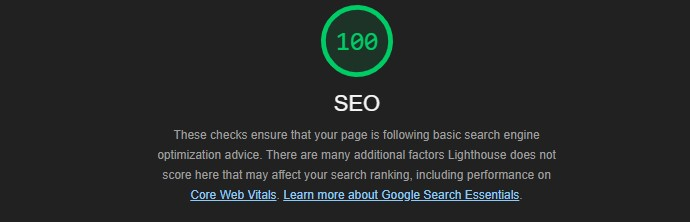 100
SEO
These checks ensure that your page is following basic search engine
optimization advice. There are many additional factors Lighthouse does not
score here that may affect your search ranking, including performance on
Core Web Vitals. Learn more about Google Search Essentials.